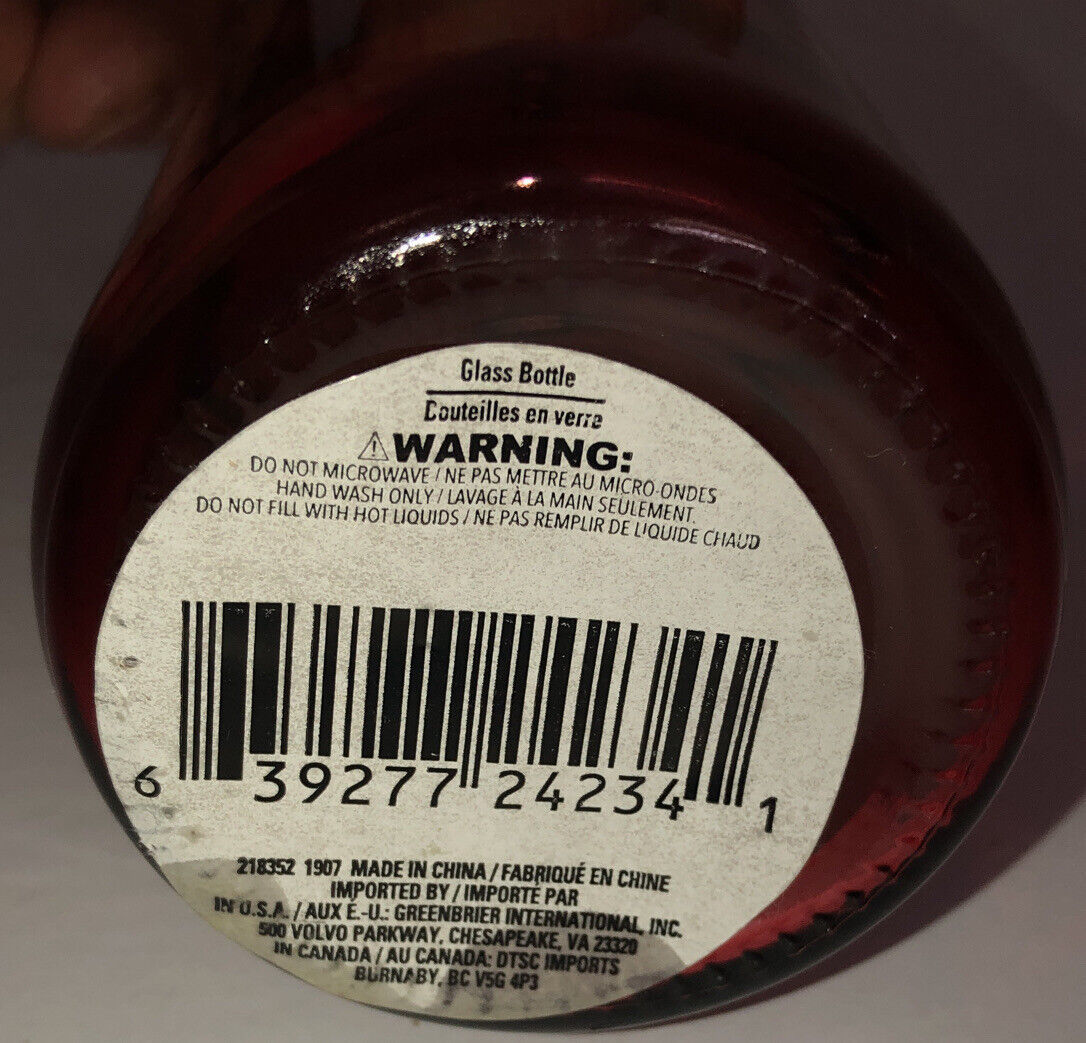 Glass Bottle
Bouteilles en verre
⚠WARNING:
DO NOT MICROWAVE / NE PAS METTRE AU MICRO-ONDES
HAND WASH ONLY / LAVAGE À LA MAIN SEULEMENT.
DO NOT FILL WITH HOT LIQUIDS / NE PAS REMPLIR DE LIQUIDE CHAUD
6 39277 24234 1
218352 1907 MADE IN CHINA / FABRIQUÉ EN CHINE
IMPORTED BY / IMPORTÉ PAR
IN U.S.A. / AUX É.-U.: GREENBRIER INTERNATIONAL, INC.
500 VOLVO PARKWAY, CHESAPEAKE, VA 23320
IN CANADA / AU CANADA: DTSC IMPORTS
BURNABY, BC V5G 4P3